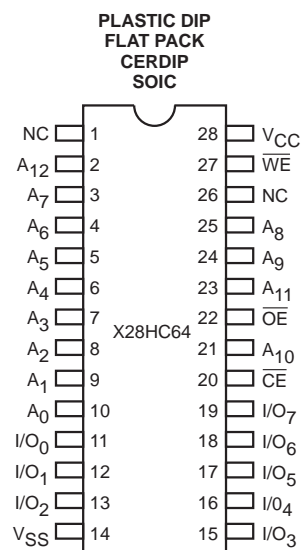 PLASTIC DIP
FLAT PACK
CERDIP
SOIC
NC 1 28 VCC
A12 2 27 WE
A7 3 26 NC
A6 4 25 A8
A5 5 24 A9
A4 6 23 A11
A3 7 22 OE
X28HC64
A2 8 21 A10
A1 9 20 CE
A0 10 19 I/O7
I/O0 11 18 I/O6
I/O1 12 17 I/O5
I/O2 13 16 I/04
VSS 14 15 I/O3